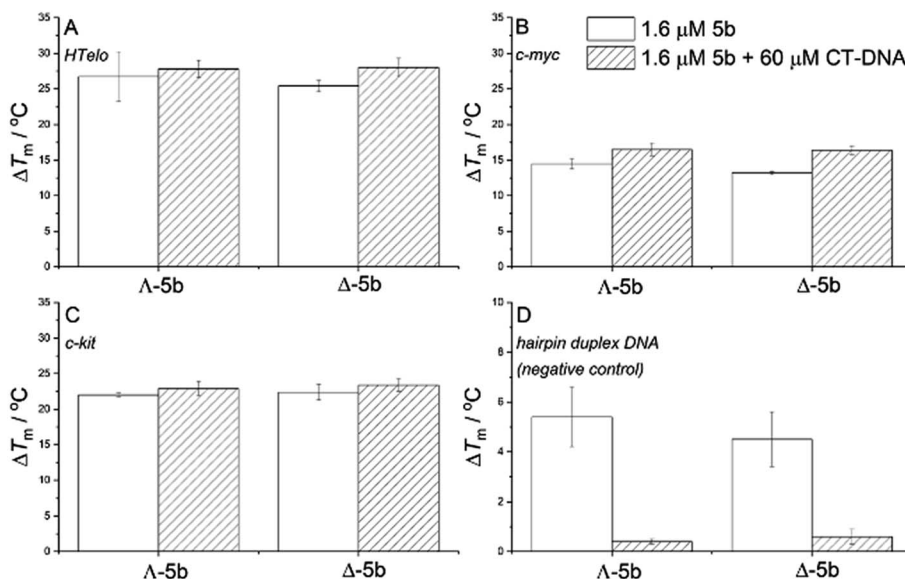 A
HTelo
35
30
25
20
15
10
5
0
ΔTm / °C
Λ-5b
Δ-5b
B
c-myc
1.6 μM 5b
1.6 μM 5b + 60 μM CT-DNA
35
30
25
20
15
10
5
0
ΔTm / °C
Λ-5b
Δ-5b
C
c-kit
35
30
25
20
15
10
5
0
ΔTm / °C
Λ-5b
Δ-5b
D
hairpin duplex DNA
(negative control)
10
8
6
4
2
0
ΔTm / °C
Λ-5b
Δ-5b